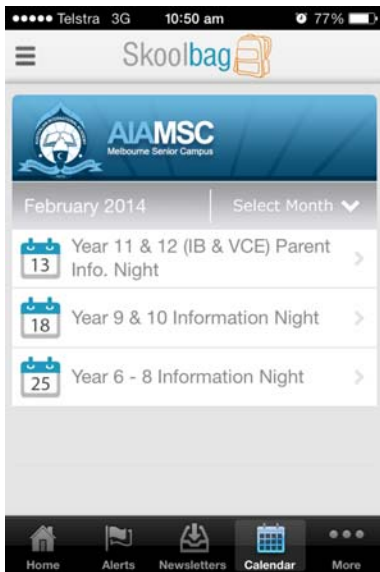 Telstra 3G 10:50 am 77%
Skoolbag
AIAMSC
Melbourne Senior Campus
February 2014 Select Month
13
Year 11 & 12 (IB & VCE) Parent
Info. Night
18
Year 9 & 10 Information Night
25
Year 6 - 8 Information Night
Home Alerts Newsletters Calendar More